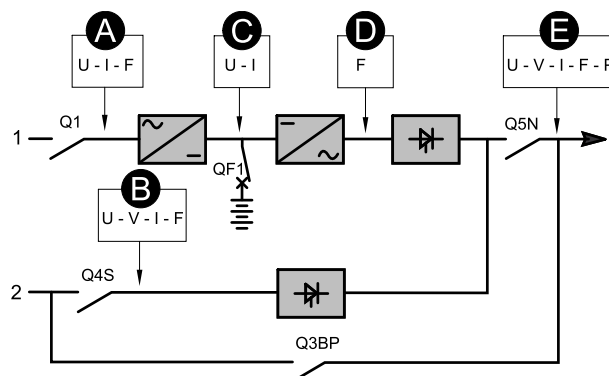 A
C
D
E
U - I - F
U - I
F
U - V - I - F - P
1
Q1
Q5N
QF1
B
U - V - I - F
Q4S
2
Q3BP